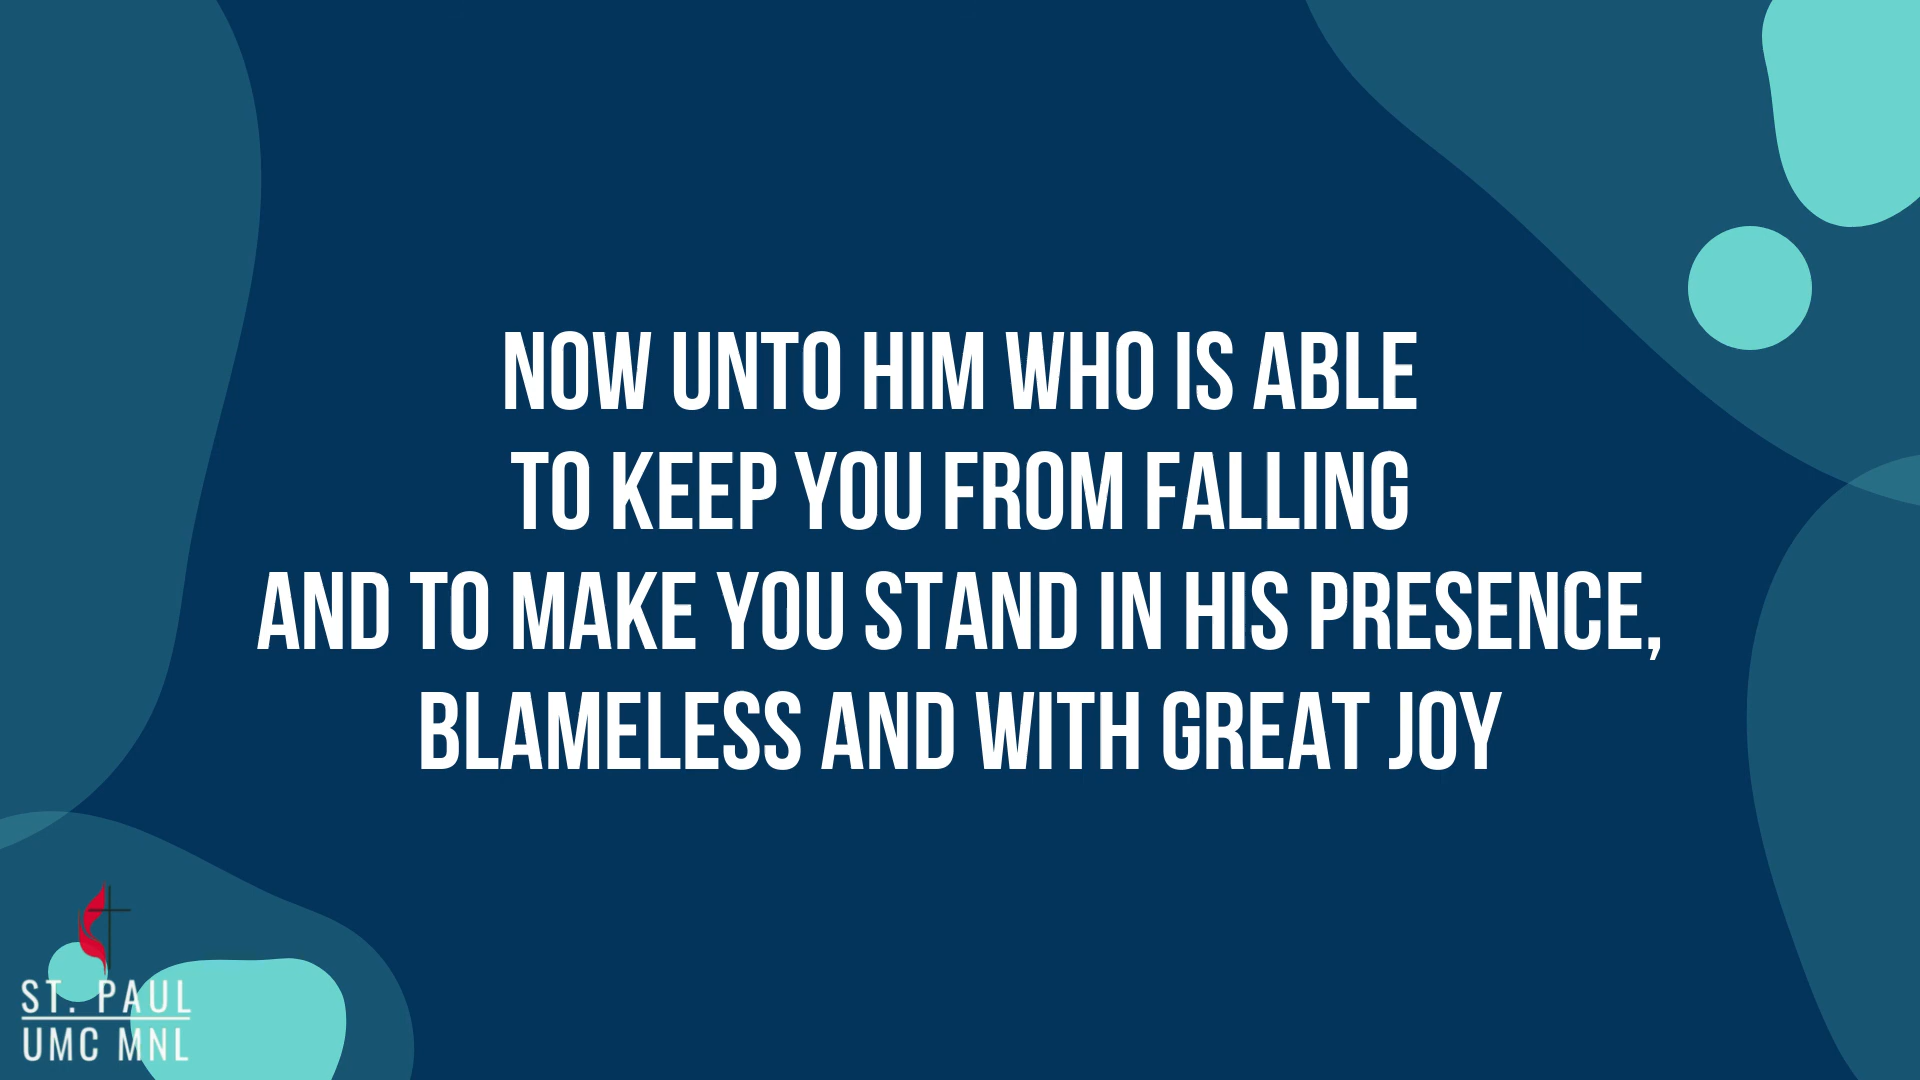 NOW UNTO HIM WHO IS ABLE
TO KEEP YOU FROM FALLING
AND TO MAKE YOU STAND IN HIS PRESENCE,
BLAMELESS AND WITH GREAT JOY
ST. PAUL
UMC MNL